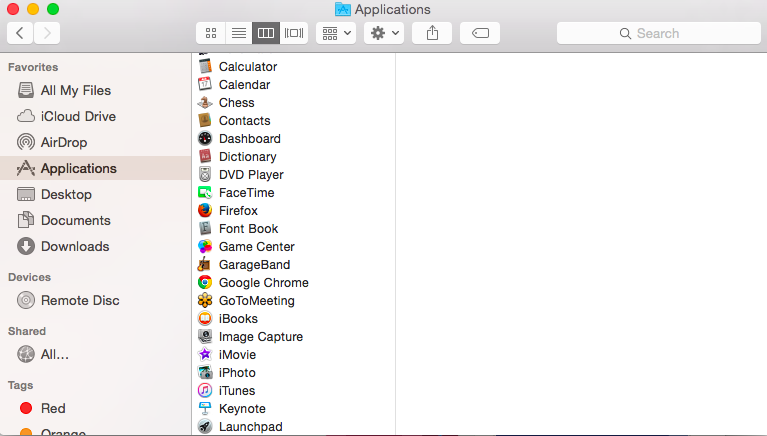 Applications
Search
Favorites
All My Files
iCloud Drive
AirDrop
Applications
Desktop
Documents
Downloads
Devices
Remote Disc
Shared
All...
Tags
Red
Orange
Calculator
Calendar
Chess
Contacts
Dashboard
Dictionary
DVD Player
FaceTime
Firefox
Font Book
Game Center
GarageBand
Google Chrome
GoToMeeting
iBooks
Image Capture
iMovie
iPhoto
iTunes
Keynote
Launchpad